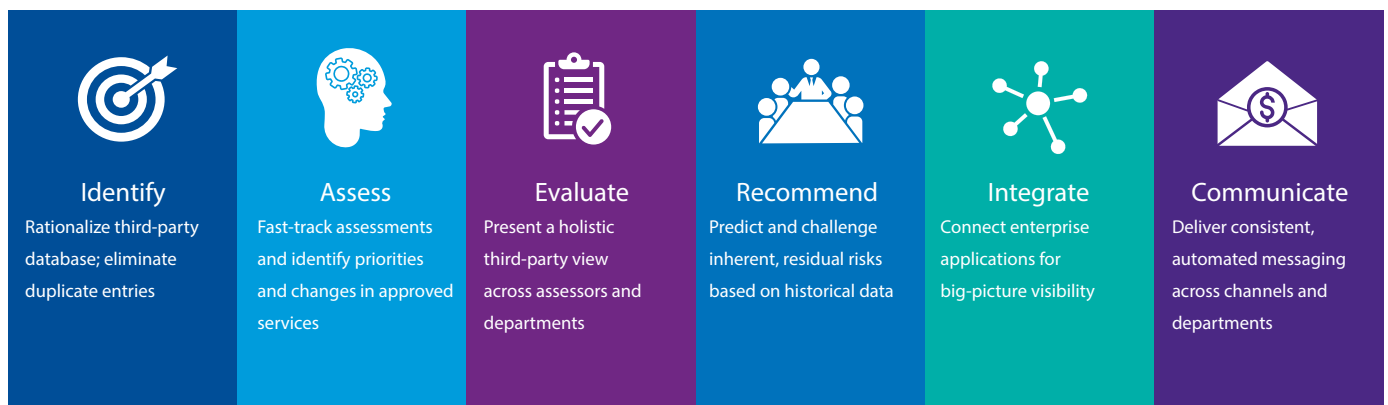 Identify
Rationalize third-party
database; eliminate
duplicate entries
Assess
Fast-track assessments
and identify priorities
and changes in approved
services
Evaluate
Present a holistic
third-party view
across assessors and
departments
Recommend
Predict and challenge
inherent, residual risks
based on historical data
Integrate
Connect enterprise
applications for
big-picture visibility
$
Communicate
Deliver consistent,
automated messaging
across channels and
departments